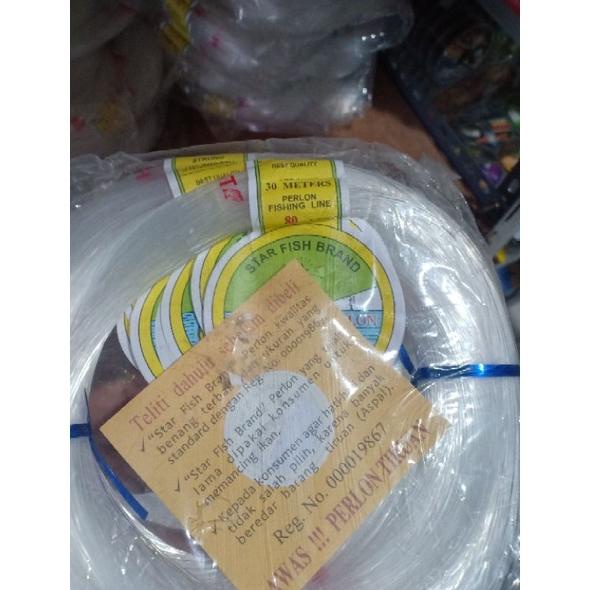 STRONG
BEST QUALITY
BEST QUALITY
30 METERS
PERLON
FISHING LINE
80
STAR FISH BRAND
Teliti dahulu sebelum dibeli
✓ "Star Fish Brand" Perlon kwalitas
benang terbaik dan ukuran yang
standard dengan Reg. No. 000019867
✓ "Star Fish Brand" Perlon yang
lama dipakai konsumen untuk
memancing ikan,
✓ Kepada konsumen agar hati-hati dan
tidak salah pilih, karena banyak
beredar barang tiruan (Aspal).
Reg. No. 000019867
WAS !!! PERLON TIRUAN